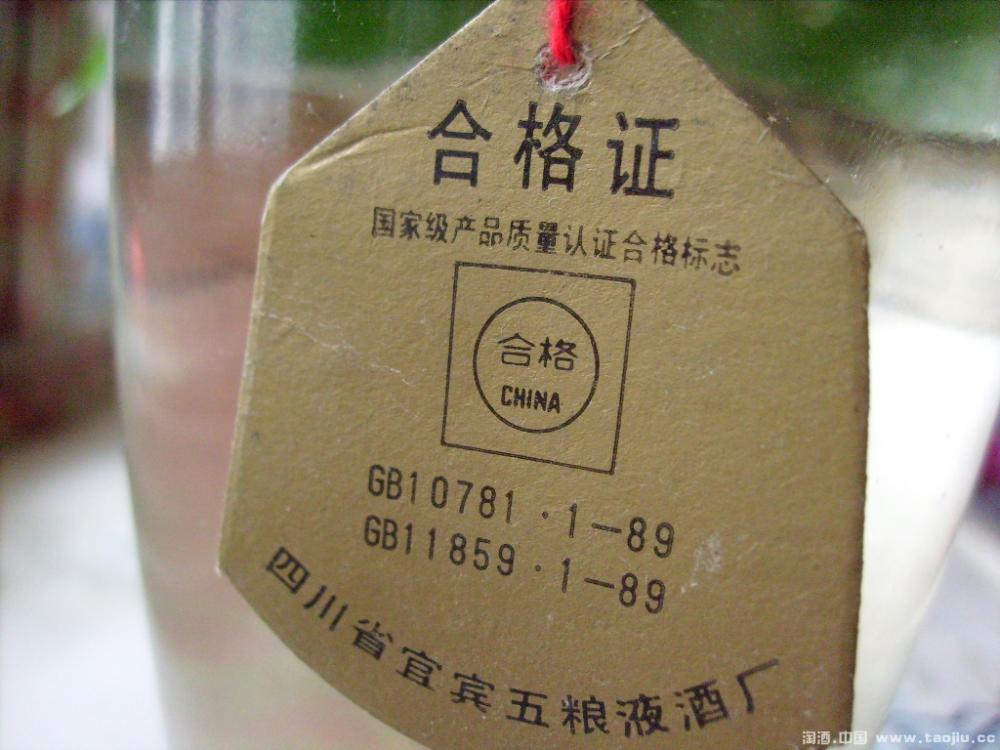 合格证
国家级产品质量认证合格标志
合格
CHINA
GB10781·1—89
GB11859·1—89
四川省宜宾五粮液酒厂
淘酒.中国 www.taojiu.cc